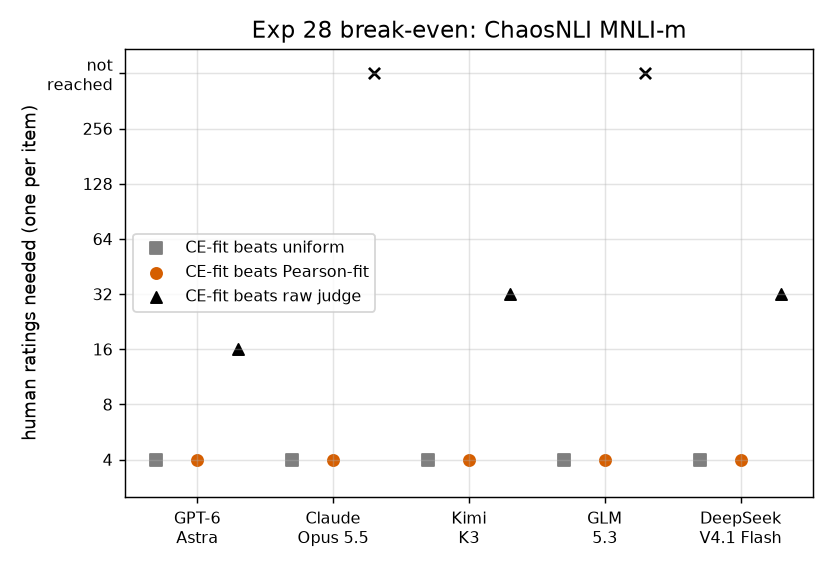 Exp 28 break-even: ChaosNLI MNLI-m
human ratings needed (one per item)
not
reached
256
128
64
32
16
8
4
CE-fit beats uniform
CE-fit beats Pearson-fit
CE-fit beats raw judge
GPT-6
Astra
Claude
Opus 5.5
Kimi
K3
GLM
5.3
DeepSeek
V4.1 Flash